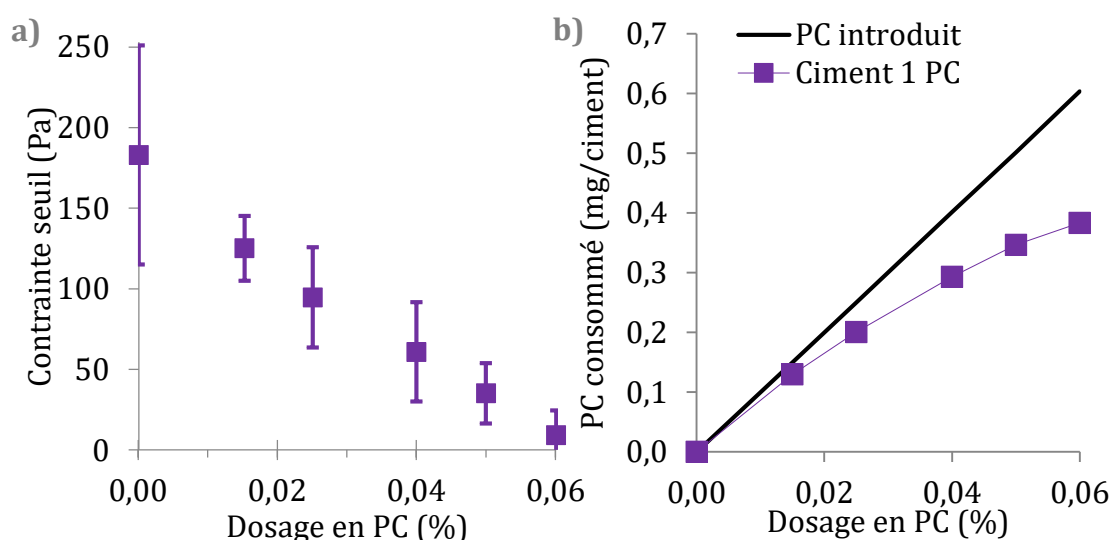 a)
Contrainte seuil (Pa)
250
200
150
100
50
0
0,00
0,02
0,04
0,06
Dosage en PC (%)
b)
PC consommé (mg/ciment)
0,7
0,6
0,5
0,4
0,3
0,2
0,1
0,0
PC introduit
Ciment 1 PC
0,00
0,02
0,04
0,06
Dosage en PC (%)